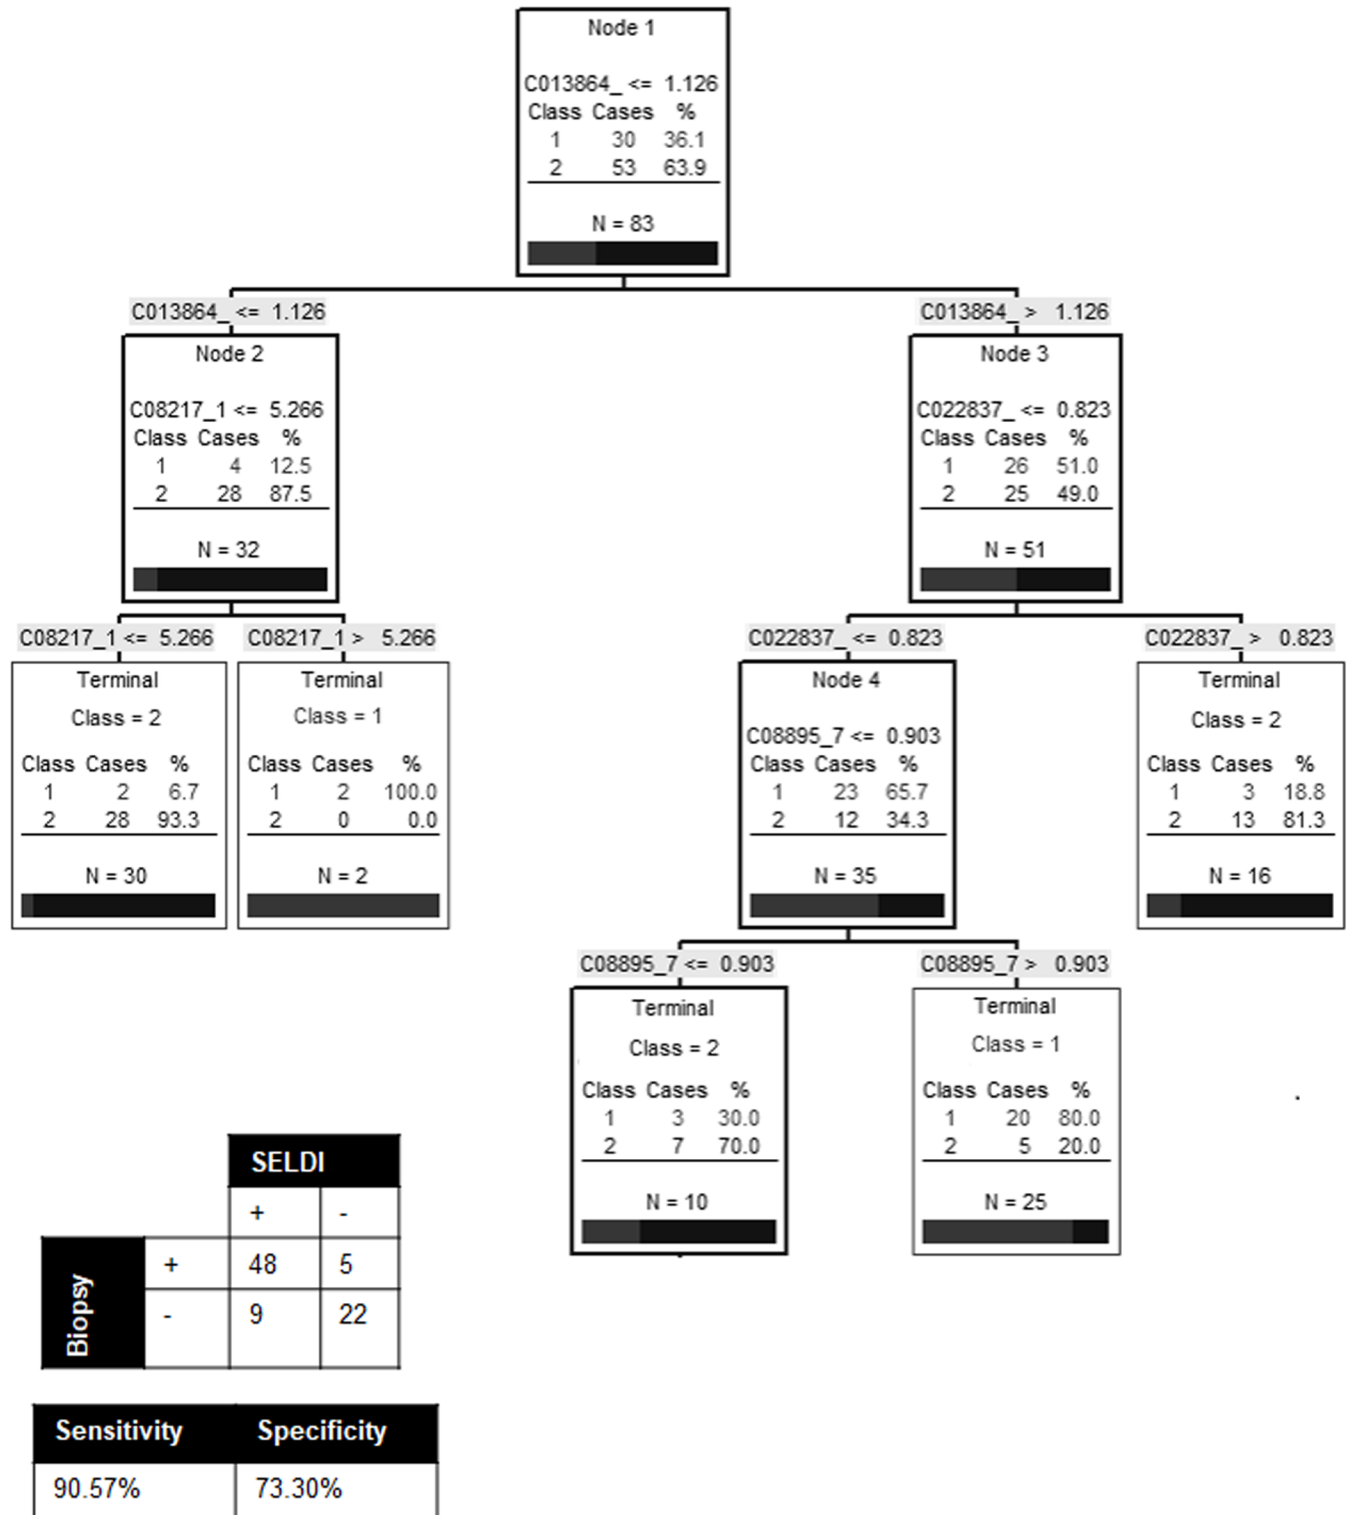 Node 1
C013864_ <= 1.126
Class Cases %
1 30 36.1
2 53 63.9
N = 83
C013864_ <= 1.126
C013864_ > 1.126
Node 2
C08217_1 <= 5.266
Class Cases %
1 4 12.5
2 28 87.5
N = 32
Node 3
C022837_ <= 0.823
Class Cases %
1 26 51.0
2 25 49.0
N = 51
C08217_1 <= 5.266
C08217_1 > 5.266
C022837_ <= 0.823
C022837_ > 0.823
Terminal
Class = 2
Class Cases %
1 2 6.7
2 28 93.3
N = 30
Terminal
Class = 1
Class Cases %
1 2 100.0
2 0 0.0
N = 2
Node 4
C08895_7 <= 0.903
Class Cases %
1 23 65.7
2 12 34.3
N = 35
Terminal
Class = 2
Class Cases %
1 3 18.8
2 13 81.3
N = 16
C08895_7 <= 0.903
C08895_7 > 0.903
Terminal
Class = 2
Class Cases %
1 3 30.0
2 7 70.0
N = 10
Terminal
Class = 1
Class Cases %
1 20 80.0
2 5 20.0
N = 25
SELDI
+ -
Biopsy
+ 48 5
- 9 22
Sensitivity Specificity
90.57% 73.30%